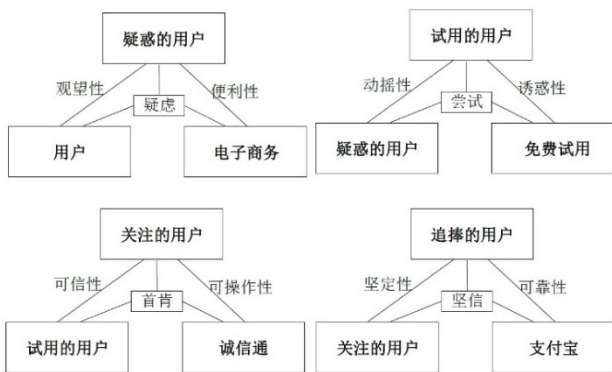 疑惑的用户
观望性
便利性
疑虑
用户
电子商务
试用的用户
动摇性
诱惑性
尝试
疑惑的用户
免费试用
关注的用户
可信性
可操作性
首肯
试用的用户
诚信通
追捧的用户
坚定性
可靠性
坚信
关注的用户
支付宝